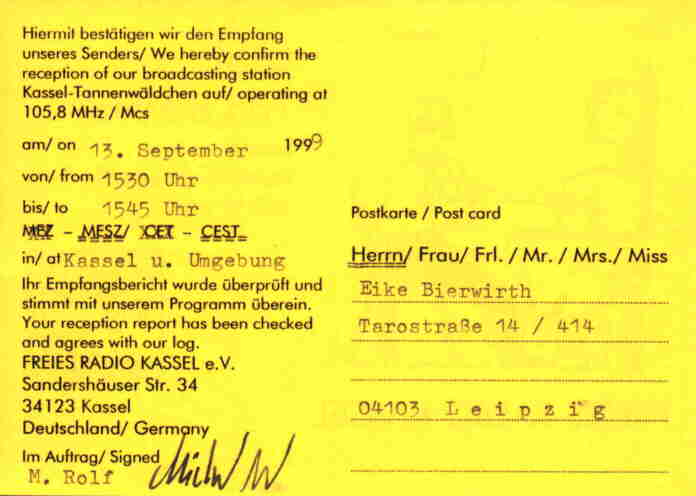 Hiermit bestätigen wir den Empfang
unseres Senders/ We hereby confirm the
reception of our broadcasting station
Kassel-Tannenwäldchen auf/ operating at
105,8 MHz / Mcs
am/ on 13. September 1999
von/ from 1530 Uhr
bis/ to 1545 Uhr
MEZ - MESZ/ CET - CEST
in/ at Kassel u. Umgebung
Ihr Empfangsbericht wurde überprüft und
stimmt mit unserem Programm überein.
Your reception report has been checked
and agrees with our log.
FREIES RADIO KASSEL e.V.
Sandershäuser Str. 34
34123 Kassel
Deutschland/ Germany
Im Auftrag/ Signed
M. Rolf
Postkarte / Post card
Herrn/ Frau/ Frl. / Mr. / Mrs./ Miss
Eike Bierwirth
Tarostraße 14 / 414
04103 Leipzig